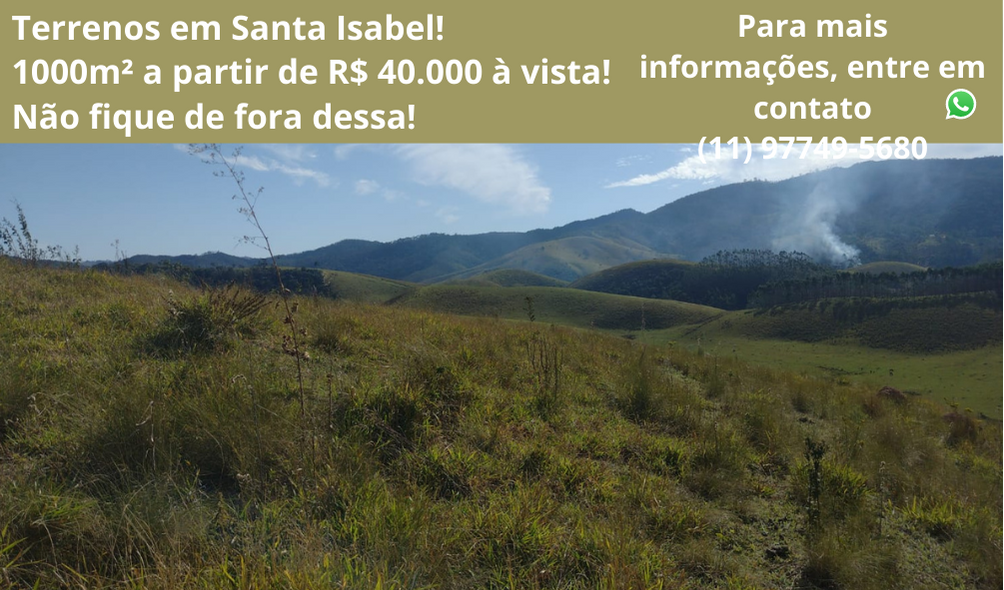 Terrenos em Santa Isabel!
1000m² a partir de R$ 40.000 à vista!
Não fique de fora dessa!
Para mais
informações, entre em
contato
(11) 97749-5680